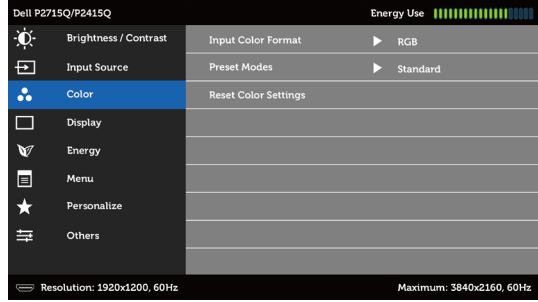 Dell P2715Q/P2415Q Energy Use
Brightness / Contrast Input Color Format RGB
Input Source Preset Modes Standard
Color Reset Color Settings
Display
Energy
Menu
Personalize
Others
Resolution: 1920x1200, 60Hz Maximum: 3840x2160, 60Hz